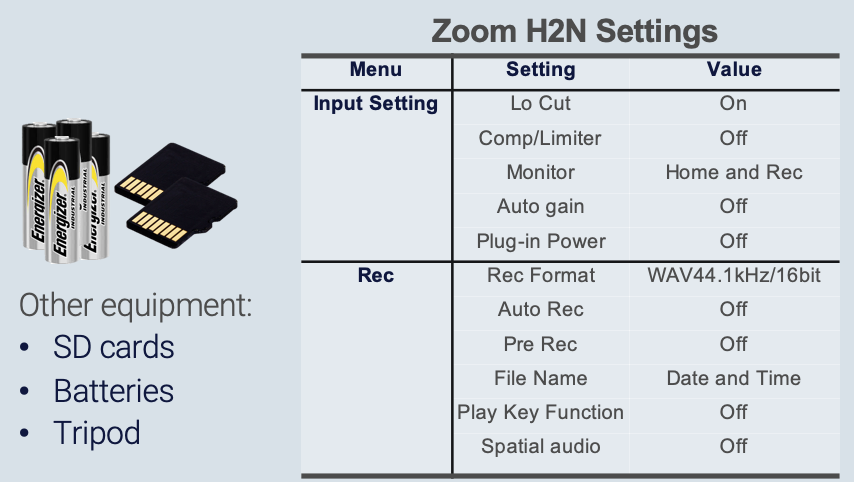 Zoom H2N Settings
Menu Setting Value
Input Setting Lo Cut On
Comp/Limiter Off
Monitor Home and Rec
Auto gain Off
Plug-in Power Off
Rec Rec Format WAV44.1kHz/16bit
Auto Rec Off
Pre Rec Off
File Name Date and Time
Play Key Function Off
Spatial audio Off
Energizer INDUSTRIAL
Energizer INDUSTRIAL
Energizer INDUSTRIAL
Other equipment:
• SD cards
• Batteries
• Tripod